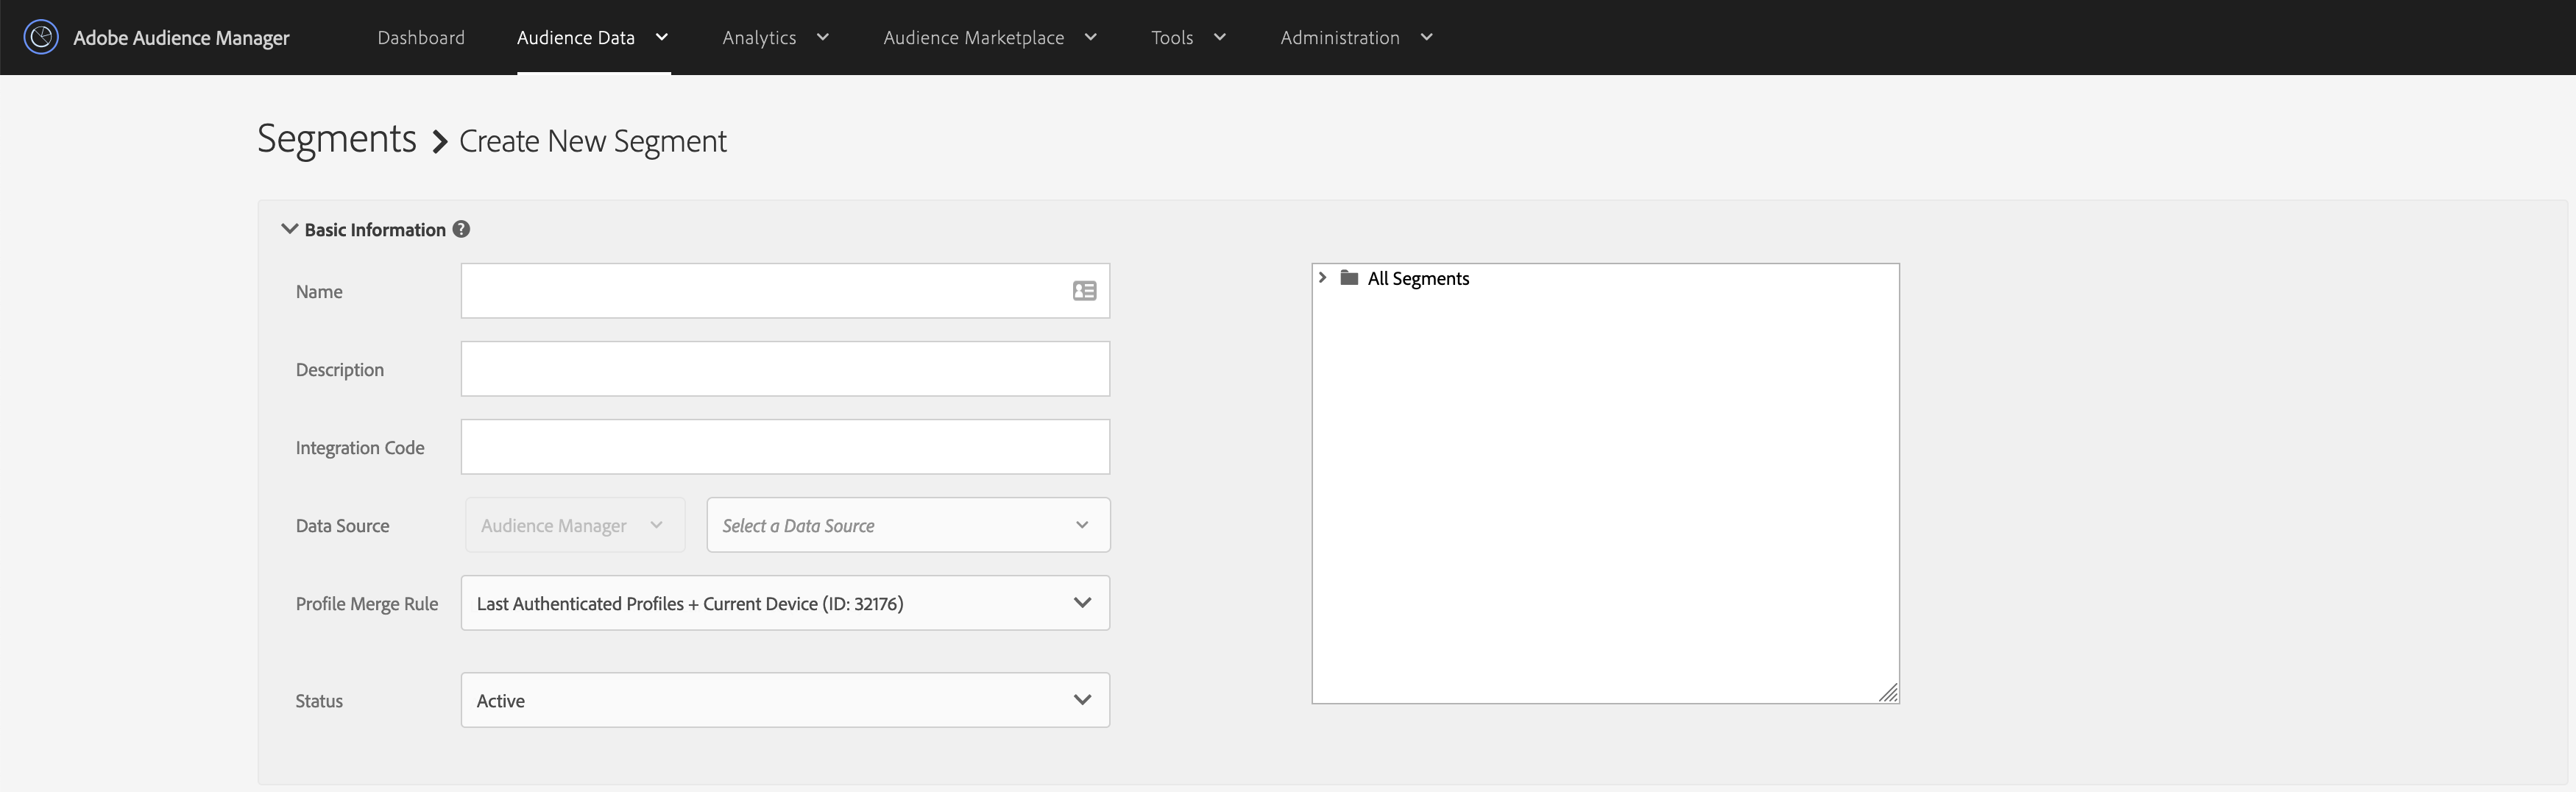 Adobe Audience Manager Dashboard Audience Data Analytics Audience Marketplace Tools Administration
Segments > Create New Segment
Basic Information ?
Name
Description
Integration Code
Data Source Audience Manager Select a Data Source
Profile Merge Rule Last Authenticated Profiles + Current Device (ID: 32176)
Status Active
All Segments